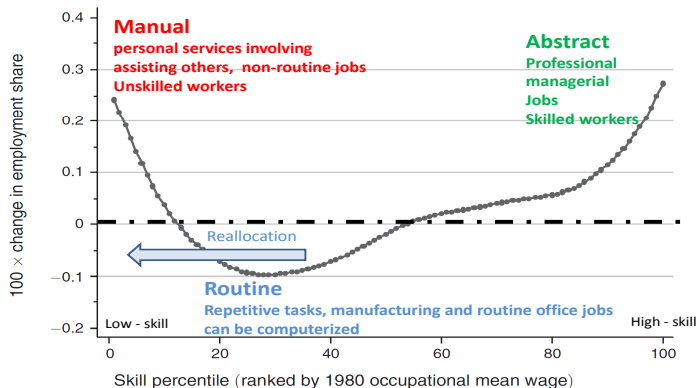 0.4
0.3
0.2
0.1
0
−0.1
−0.2
100 × change in employment share
Manual
personal services involving
assisting others,  non-routine jobs
Unskilled workers
Abstract
Professional
managerial
Jobs
Skilled workers
Reallocation
Routine
Repetitive tasks, manufacturing and routine office jobs
can be computerized
Low - skill
High - skill
0 20 40 60 80 100
Skill percentile (ranked by 1980 occupational mean wage)